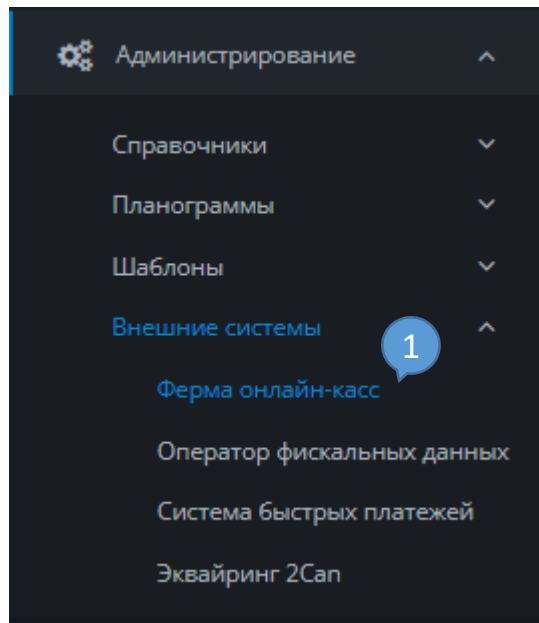 Администрирование
Справочники
Планограммы
Шаблоны
Внешние системы
1
Ферма онлайн-касс
Оператор фискальных данных
Система быстрых платежей
Эквайринг 2Can